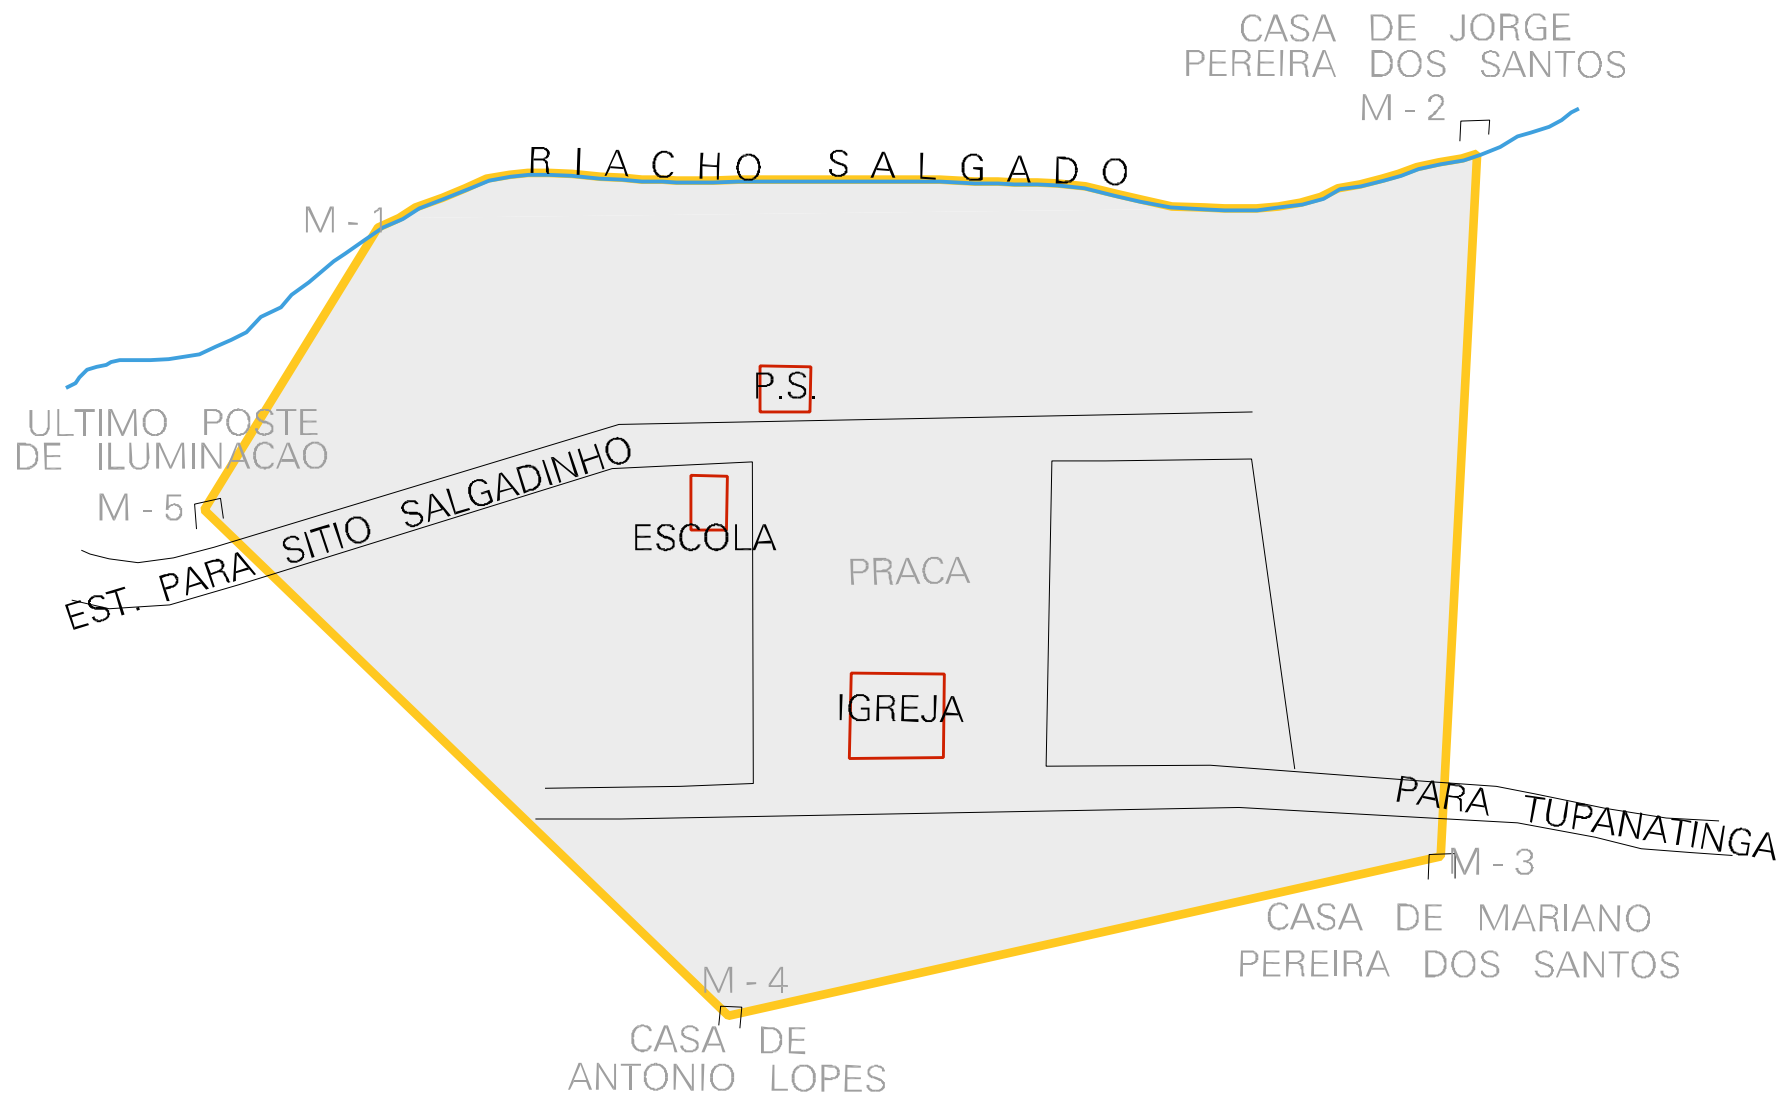 CASA DE JORGE
PEREIRA DOS SANTOS
M - 2
RIACHO SALGADO
M - 1
P.S.
ULTIMO POSTE
DE ILUMINACAO
M - 5
EST. PARA SITIO SALGADINHO
ESCOLA
PRACA
IGREJA
PARA TUPANATINGA
M - 3
CASA DE MARIANO
PEREIRA DOS SANTOS
M - 4
CASA DE
ANTONIO LOPES